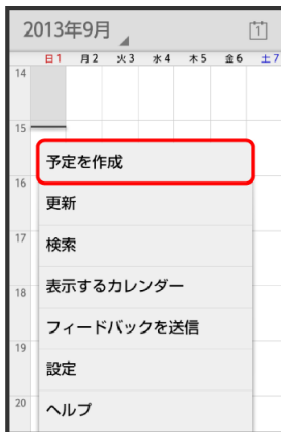 2013年9月
1
日1 月2 火3 水4 木5 金6 土7
14
15
予定を作成
16
更新
17
検索
18
表示するカレンダー
フィードバックを送信
19
設定
20
ヘルプ